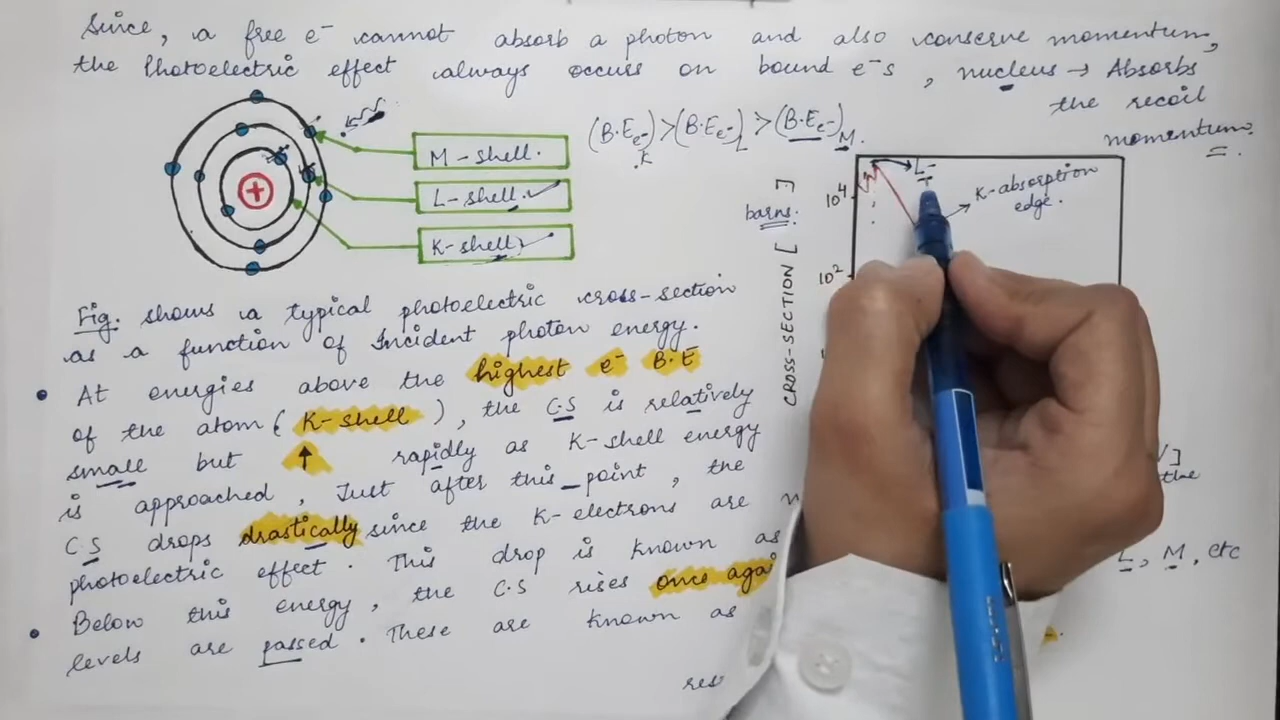 Since, a free e⁻ cannot absorb a photon and also conserve momentum,
the Photoelectric effect always occurs on bound e⁻s, nucleus → Absorbs
the recoil
momentum.
(B.E e⁻)K > (B.E e⁻)L > (B.E e⁻)M.
M-shell.
L-shell.
K-shell
+
barns.]
CROSS-SECTION [
10⁴
10²
L-
K-absorption
edge.
Fig. shows a typical photoelectric cross-section
as a function of Incident photon energy.
• At energies above the highest e⁻ B.E
of the atom (K-shell), the C.S is relatively
small but ↑ rapidly as K-shell energy
is approached, Just after this point, the
C.S drops drastically since the K-electrons are n
photoelectric effect. This drop is known as
• Below this energy, the C.S rises once agai
levels are passed. These are known as
V]
the
L, M, etc
res